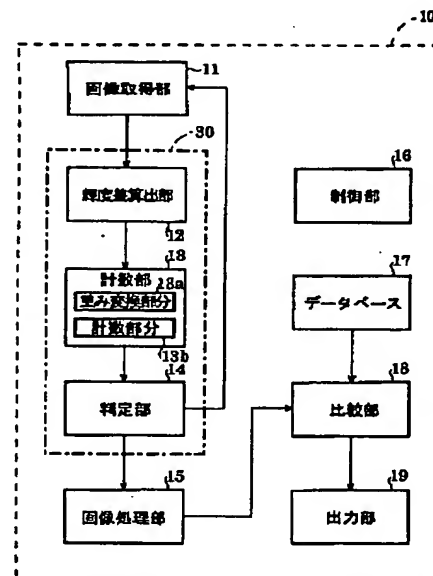 10
11
画像取得部
30
輝度差算出部
12
16
制御部
計数部
13
13a
重み変換部分
計数部分
13b
17
データベース
14
判定部
18
比較部
15
画像処理部
19
出力部